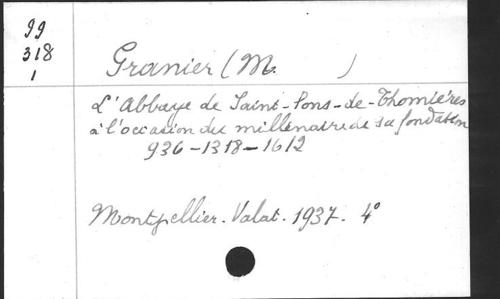 99
318
1
Granier (M. )
L'Abbaye de Saint-Pons-de-Thomières
à l'occasion du millénaire de sa fondation
936-1318-1612
Montpellier. Valat. 1937. 4°